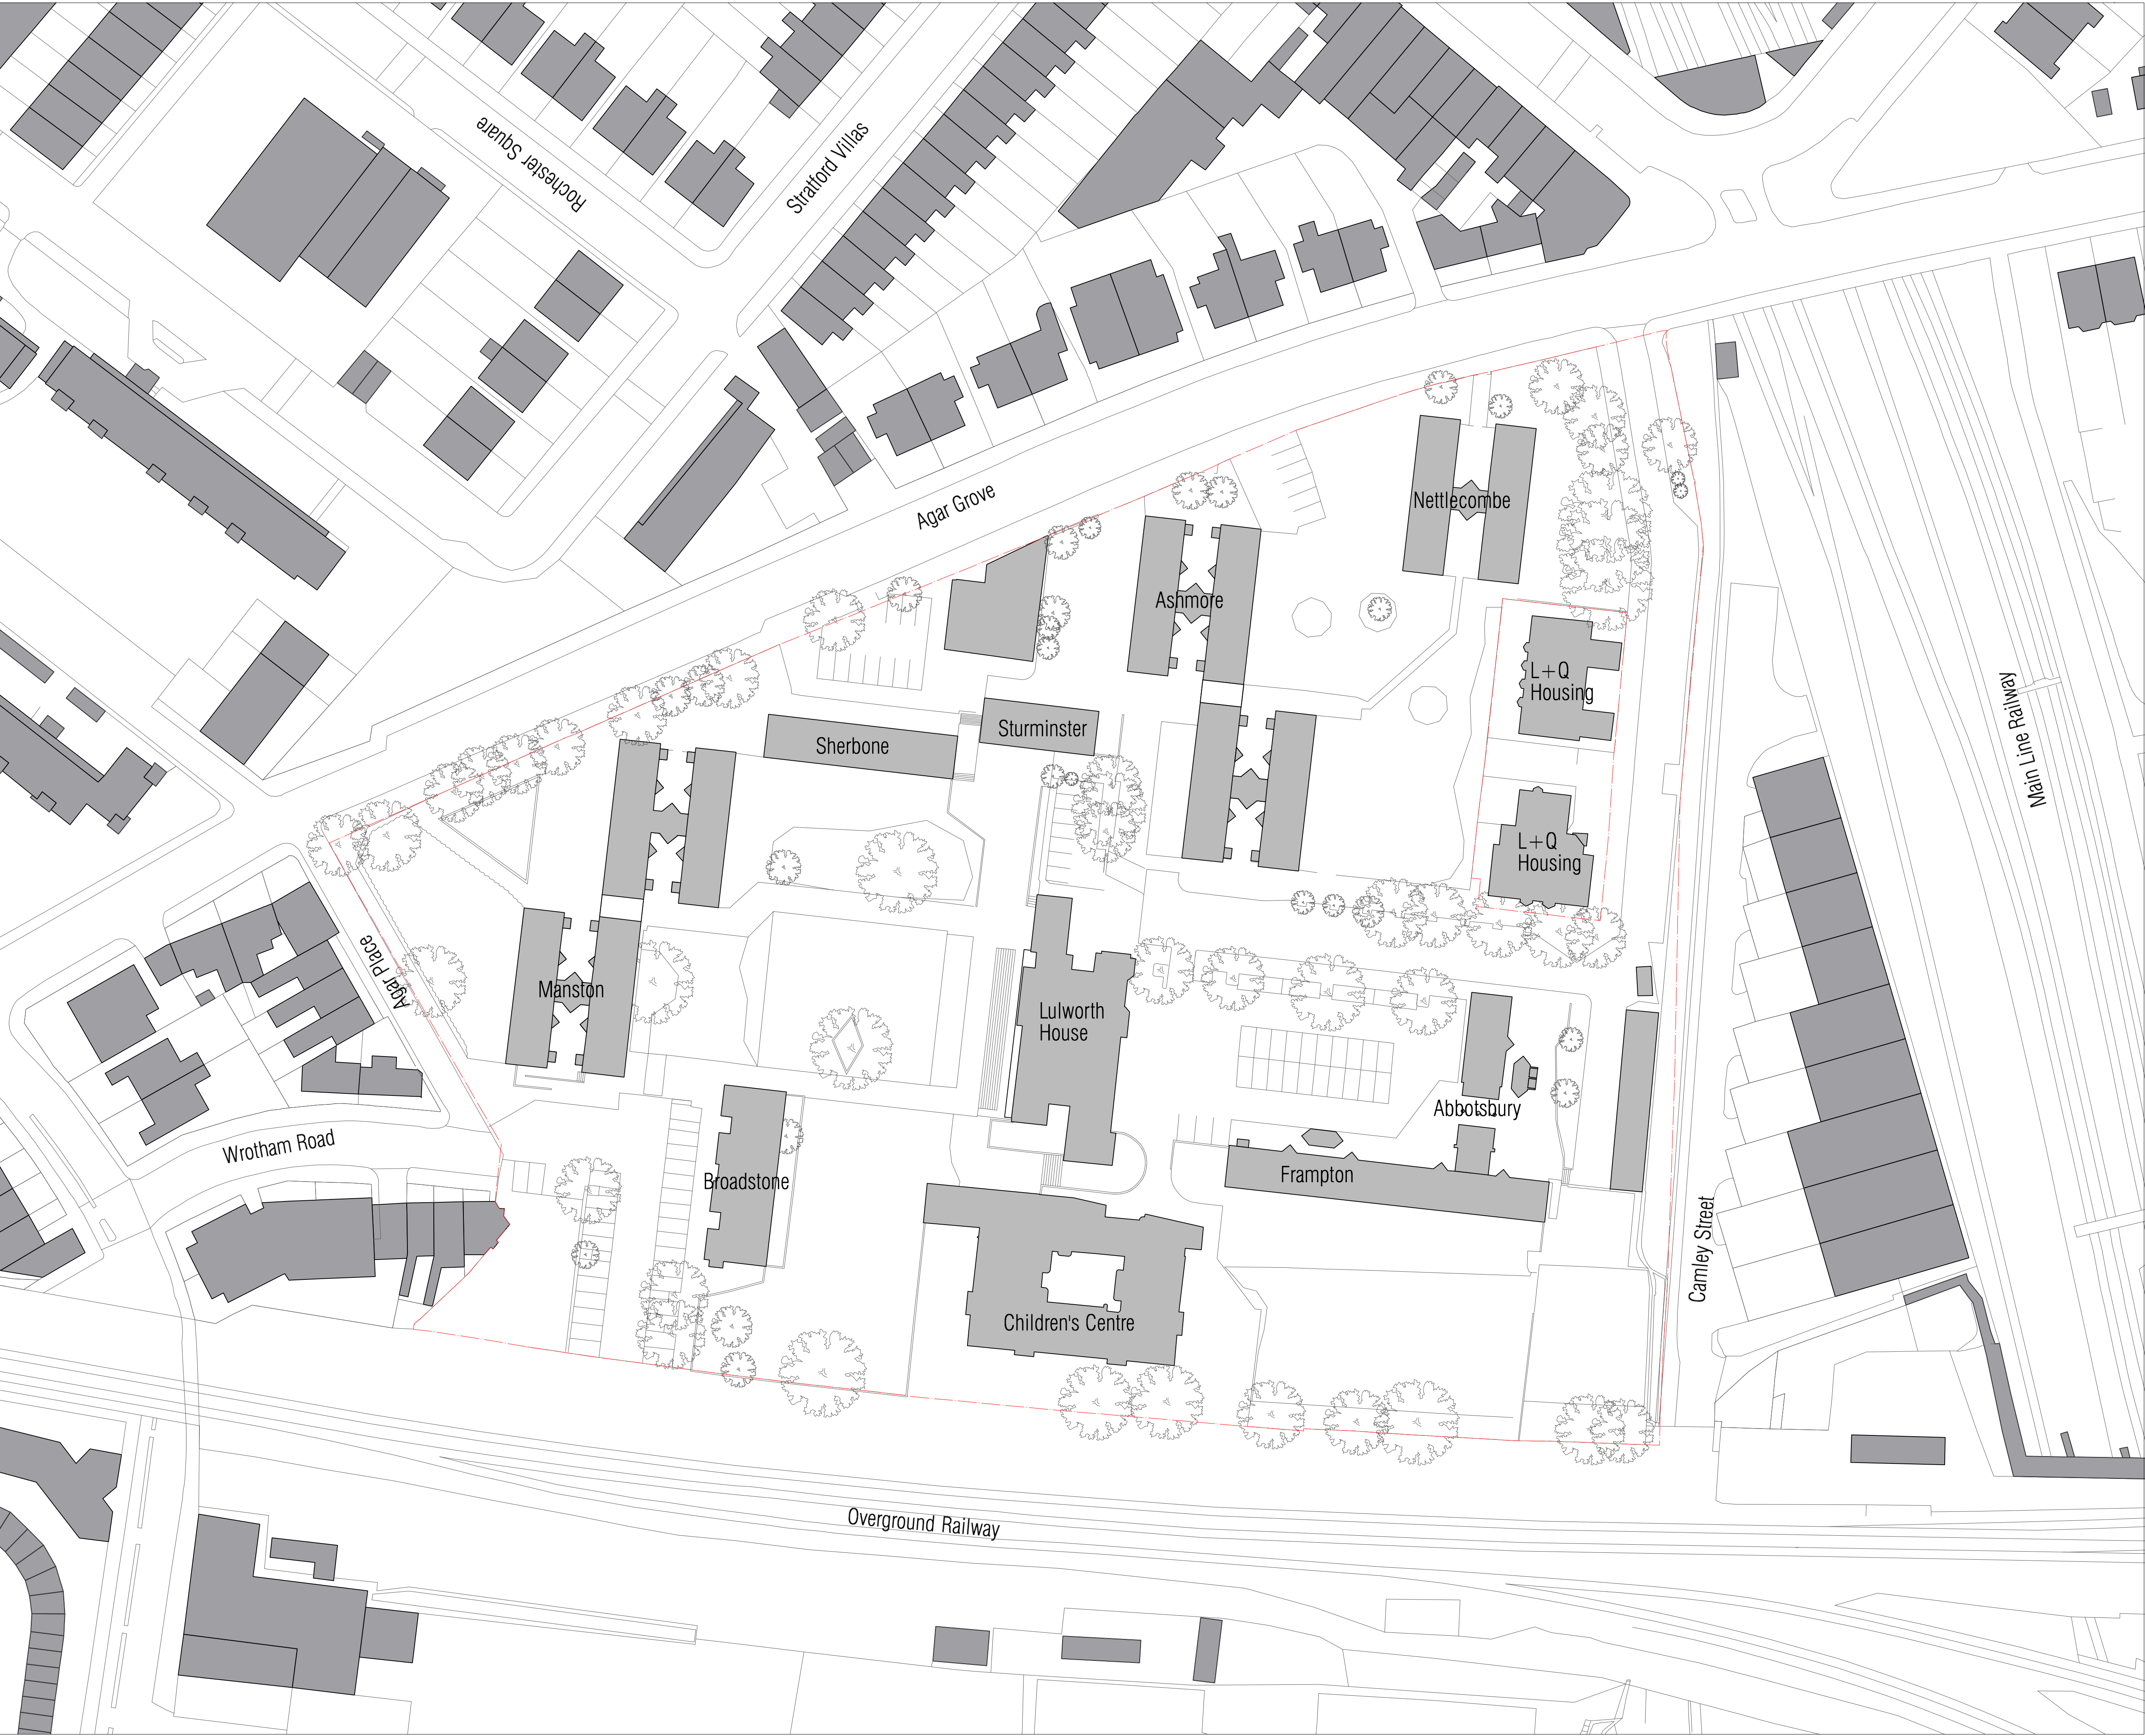 Rochester Square
Stratford Villas
Agar Grove
Nettlecombe
Ashmore
L+Q
Housing
Sturminster
Sherbone
Main Line Railway
L+Q
Housing
Agar Place
Manston
Lulworth
House
Abbotsbury
Wrotham Road
Broadstone
Frampton
Camley Street
Children's Centre
Overground Railway